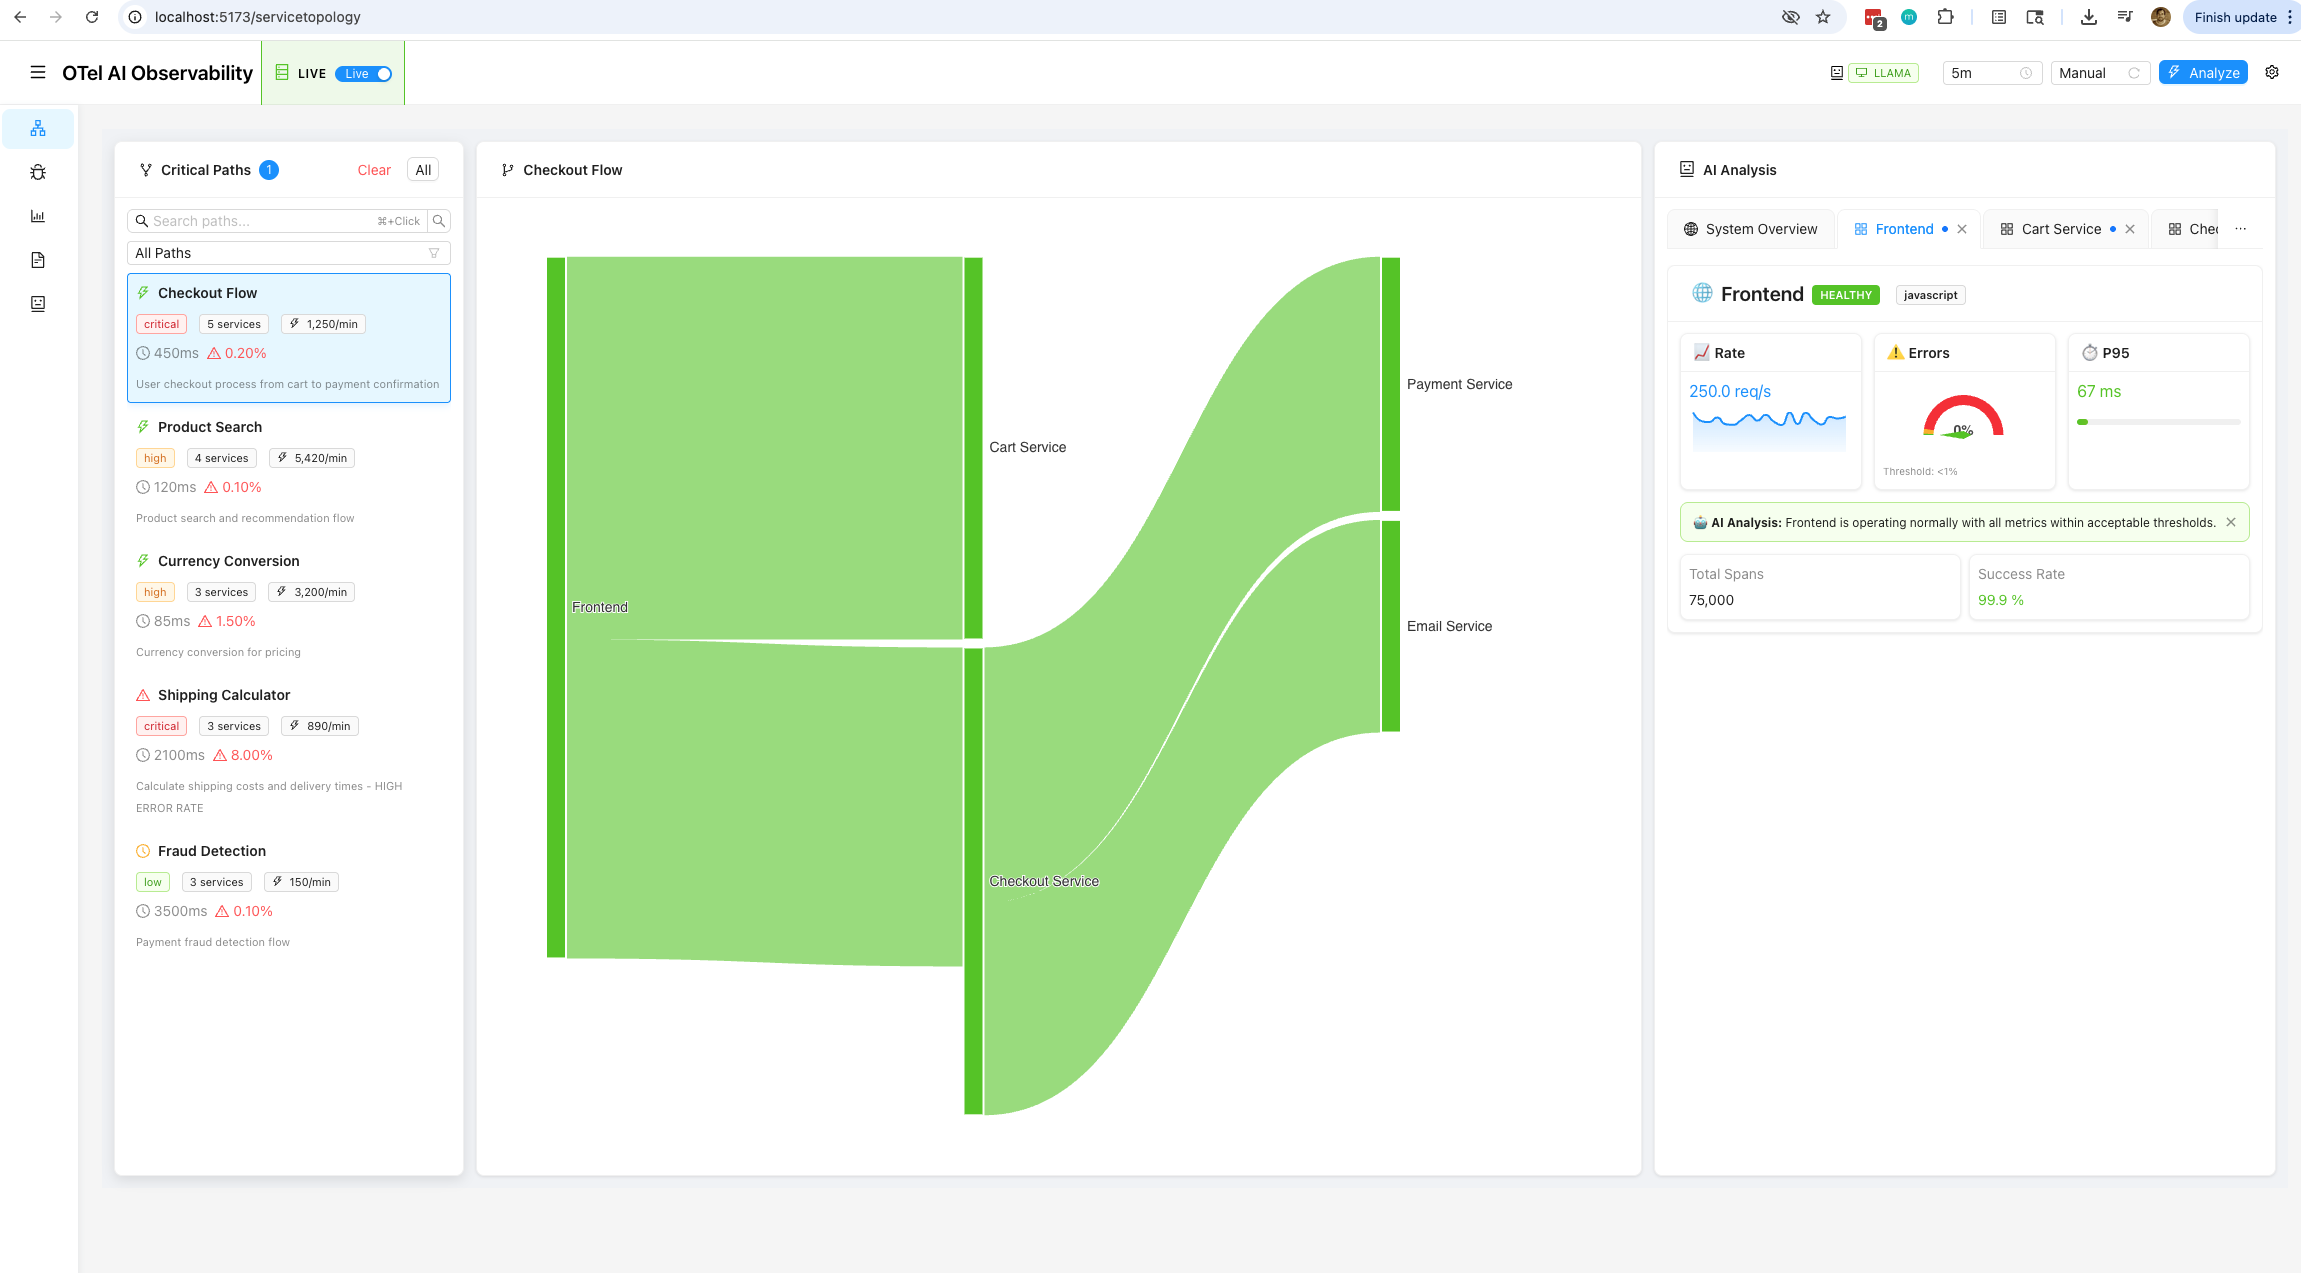 localhost:5173/servicetopology
2
m
Finish update
OTel AI Observability
LIVE
Live
LLAMA
5m
Manual
Analyze
Critical Paths 1
Clear
All
Search paths...
⌘+Click
All Paths
Checkout Flow
critical 5 services 1,250/min
450ms 0.20%
User checkout process from cart to payment confirmation
Product Search
high 4 services 5,420/min
120ms 0.10%
Product search and recommendation flow
Currency Conversion
high 3 services 3,200/min
85ms 1.50%
Currency conversion for pricing
Shipping Calculator
critical 3 services 890/min
2100ms 8.00%
Calculate shipping costs and delivery times - HIGH
ERROR RATE
Fraud Detection
low 3 services 150/min
3500ms 0.10%
Payment fraud detection flow
Checkout Flow
Frontend
Cart Service
Checkout Service
Payment Service
Email Service
AI Analysis
System Overview
Frontend
Cart Service
Chec
...
Frontend HEALTHY javascript
Rate
250.0 req/s
Errors
0%
Threshold: <1%
P95
67 ms
AI Analysis: Frontend is operating normally with all metrics within acceptable thresholds.
Total Spans
75,000
Success Rate
99.9 %